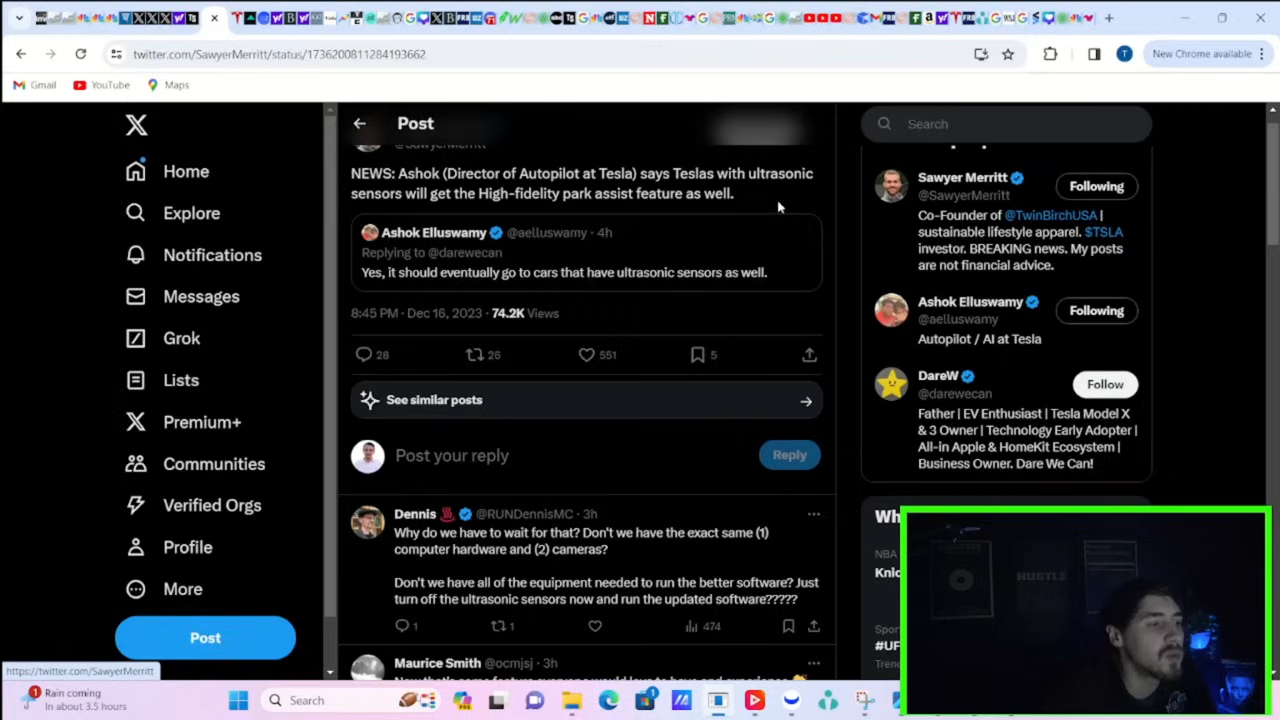 twitter.com/SawyerMerritt/status/1736200811284193662
New Chrome available
Gmail
YouTube
Maps
Home
Explore
Notifications
Messages
Grok
Lists
Premium+
Communities
Verified Orgs
Profile
More
Post
https://twitter.com/SawyerMerritt
Post
@SawyerMerritt
NEWS: Ashok (Director of Autopilot at Tesla) says Teslas with ultrasonic
sensors will get the High-fidelity park assist feature as well.
Ashok Elluswamy @aelluswamy · 4h
Replying to @darewecan
Yes, it should eventually go to cars that have ultrasonic sensors as well.
8:45 PM · Dec 16, 2023 · 74.2K Views
28 26 551 5
See similar posts
Post your reply
Reply
Dennis @RUNDennisMC · 3h
Why do we have to wait for that? Don't we have the exact same (1)
computer hardware and (2) cameras?
Don't we have all of the equipment needed to run the better software? Just
turn off the ultrasonic sensors now and run the updated software?????
1 1 474
Maurice Smith @ocmjsj · 3h
Search
Sawyer Merritt
@SawyerMerritt
Following
Co-Founder of @TwinBirchUSA |
sustainable lifestyle apparel. $TSLA
investor. BREAKING news. My posts
are not financial advice.
Ashok Elluswamy
@aelluswamy
Following
Autopilot / AI at Tesla
DareW
@darewecan
Follow
Father | EV Enthusiast | Tesla Model X
& 3 Owner | Technology Early Adopter |
All-in Apple & HomeKit Ecosystem |
Business Owner. Dare We Can!
NBA
HUSTLE
Rain coming
In about 3.5 hours
Search